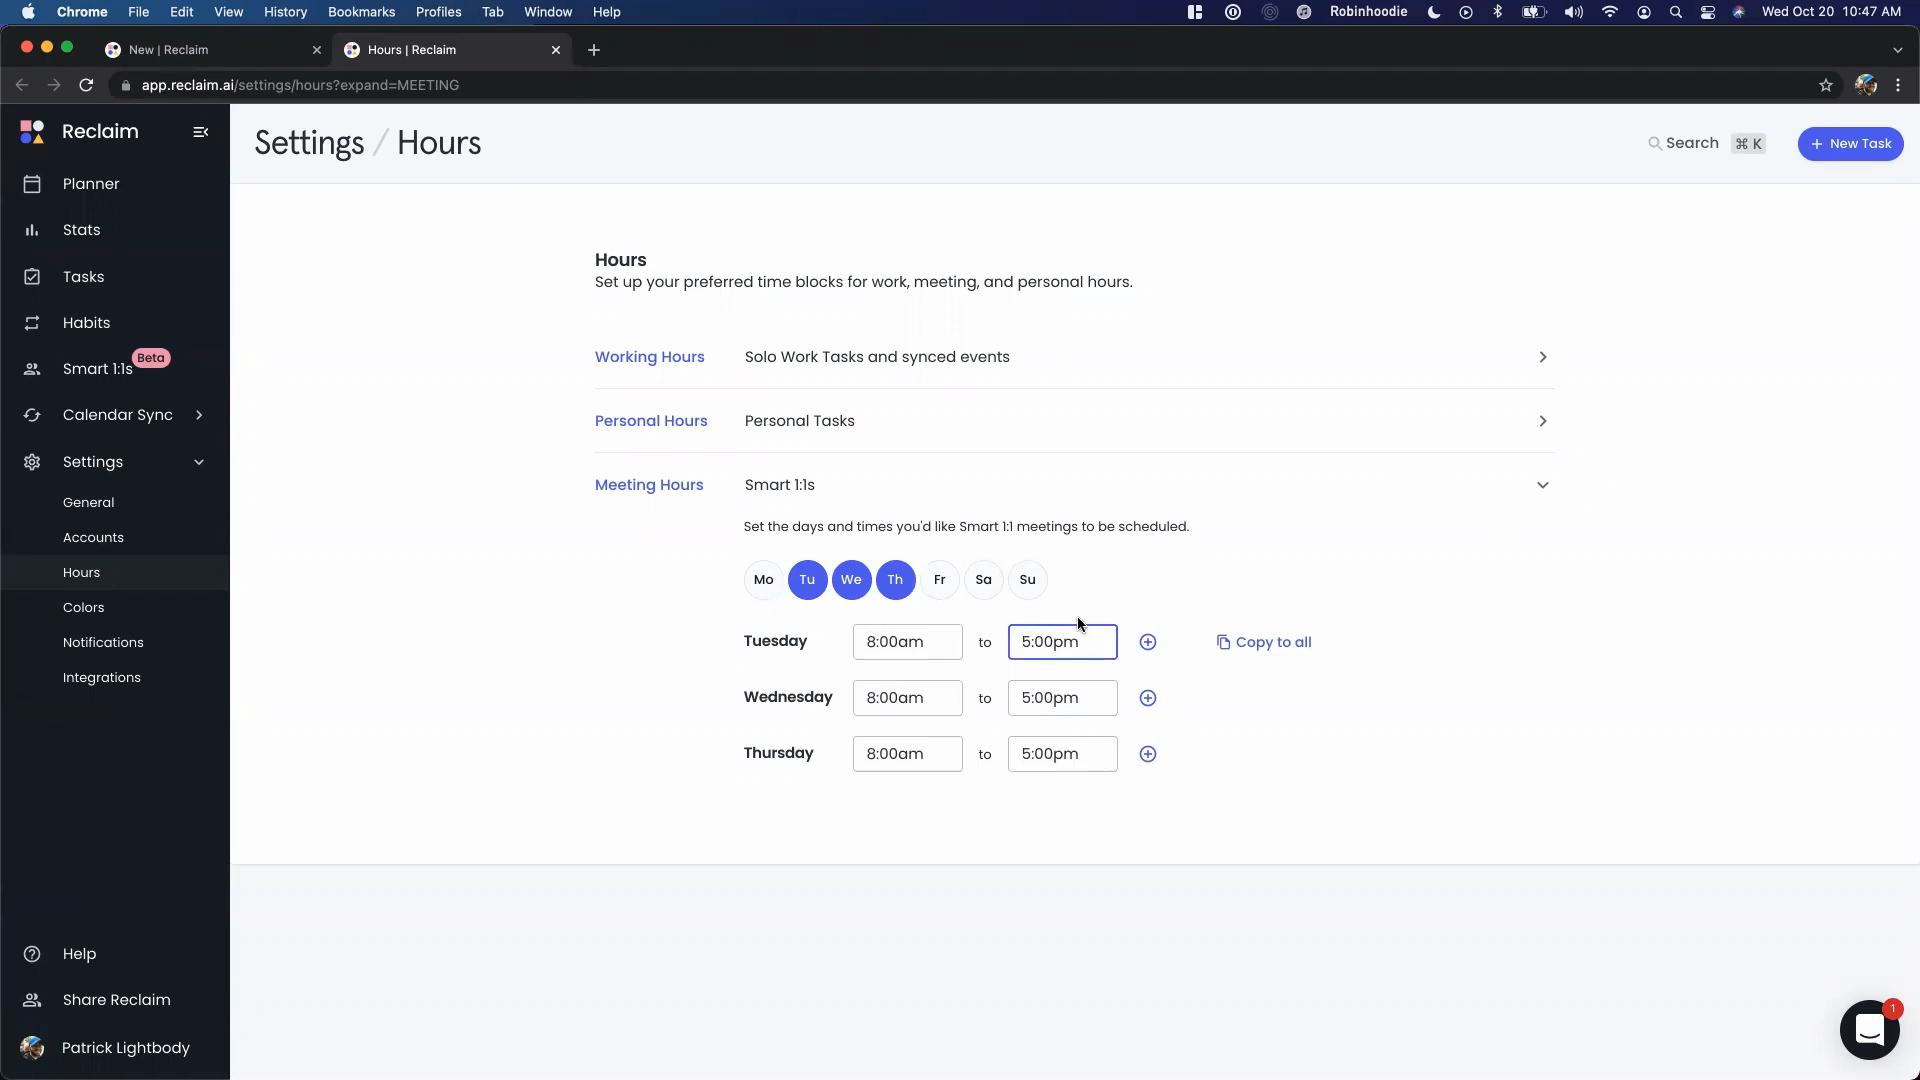 Chrome File Edit View History Bookmarks Profiles Tab Window Help Robinhoodie Wed Oct 20 10:47 AM
New | Reclaim Hours | Reclaim
app.reclaim.ai/settings/hours?expand=MEETING
Reclaim
Planner
Stats
Tasks
Habits
Smart 1:1s Beta
Calendar Sync
Settings
General
Accounts
Hours
Colors
Notifications
Integrations
Help
Share Reclaim
Patrick Lightbody
Settings / Hours
Search ⌘ K
+ New Task
Hours
Set up your preferred time blocks for work, meeting, and personal hours.
Working Hours Solo Work Tasks and synced events
Personal Hours Personal Tasks
Meeting Hours Smart 1:1s
Set the days and times you'd like Smart 1:1 meetings to be scheduled.
Mo Tu We Th Fr Sa Su
Tuesday 8:00am to 5:00pm Copy to all
Wednesday 8:00am to 5:00pm
Thursday 8:00am to 5:00pm
1